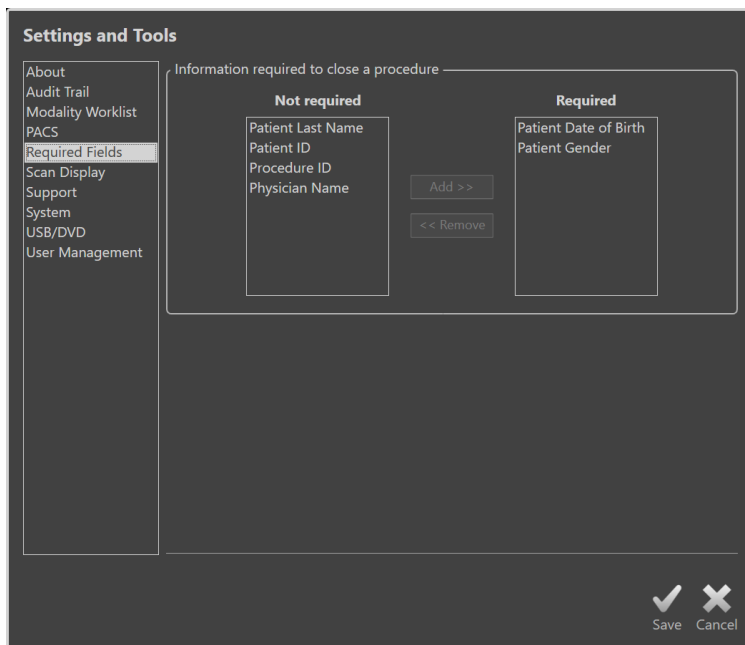 Settings and Tools
About
Audit Trail
Modality Worklist
PACS
Required Fields
Scan Display
Support
System
USB/DVD
User Management
Information required to close a procedure
Not required
Patient Last Name
Patient ID
Procedure ID
Physician Name
Add >>
<< Remove
Required
Patient Date of Birth
Patient Gender
Save
Cancel